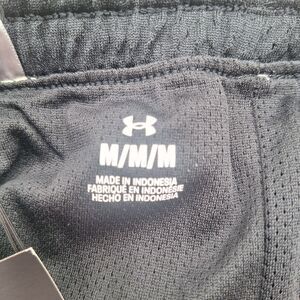 M/M/M
MADE IN INDONESIA
FABRIQUÉ EN INDONÉSIE
HECHO EN INDONESIA